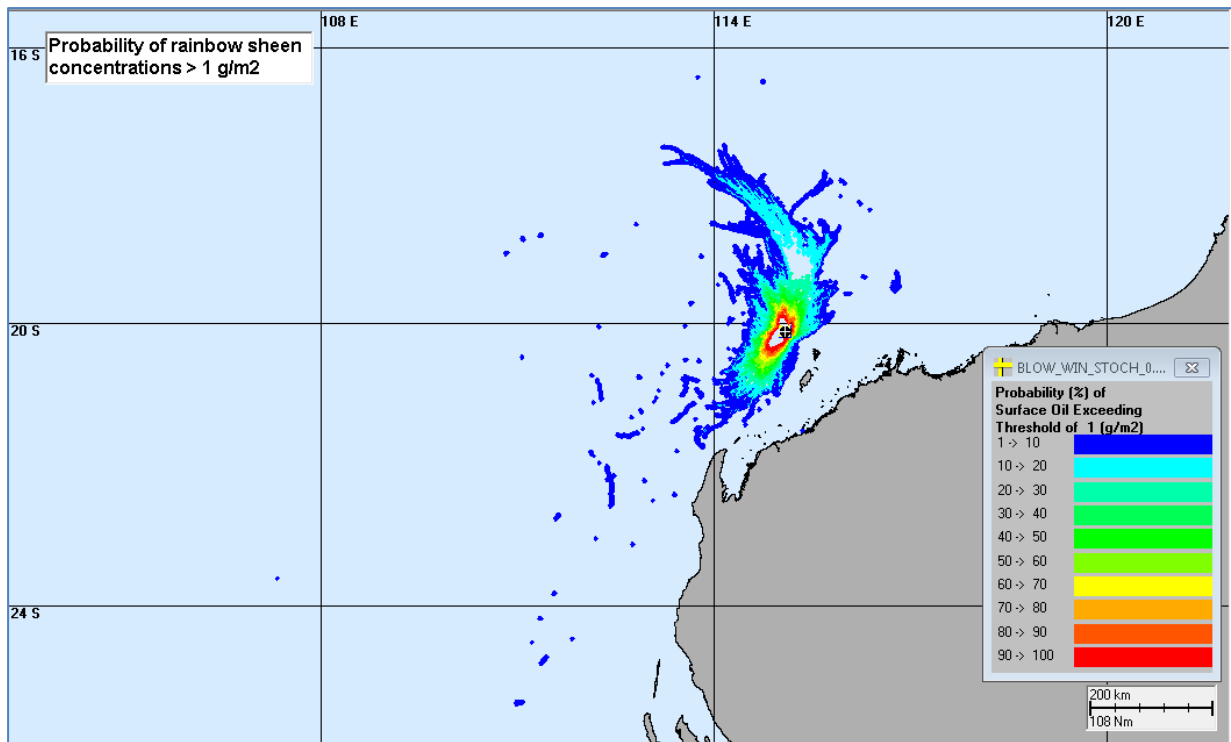 108 E
114 E
120 E
16 S
Probability of rainbow sheen
concentrations > 1 g/m2
20 S
24 S
BLOW_WIN_STOCH_0....
Probability (%) of
Surface Oil Exceeding
Threshold of 1 (g/m2)
1 -> 10
10 -> 20
20 -> 30
30 -> 40
40 -> 50
50 -> 60
60 -> 70
70 -> 80
80 -> 90
90 -> 100
200 km
108 Nm